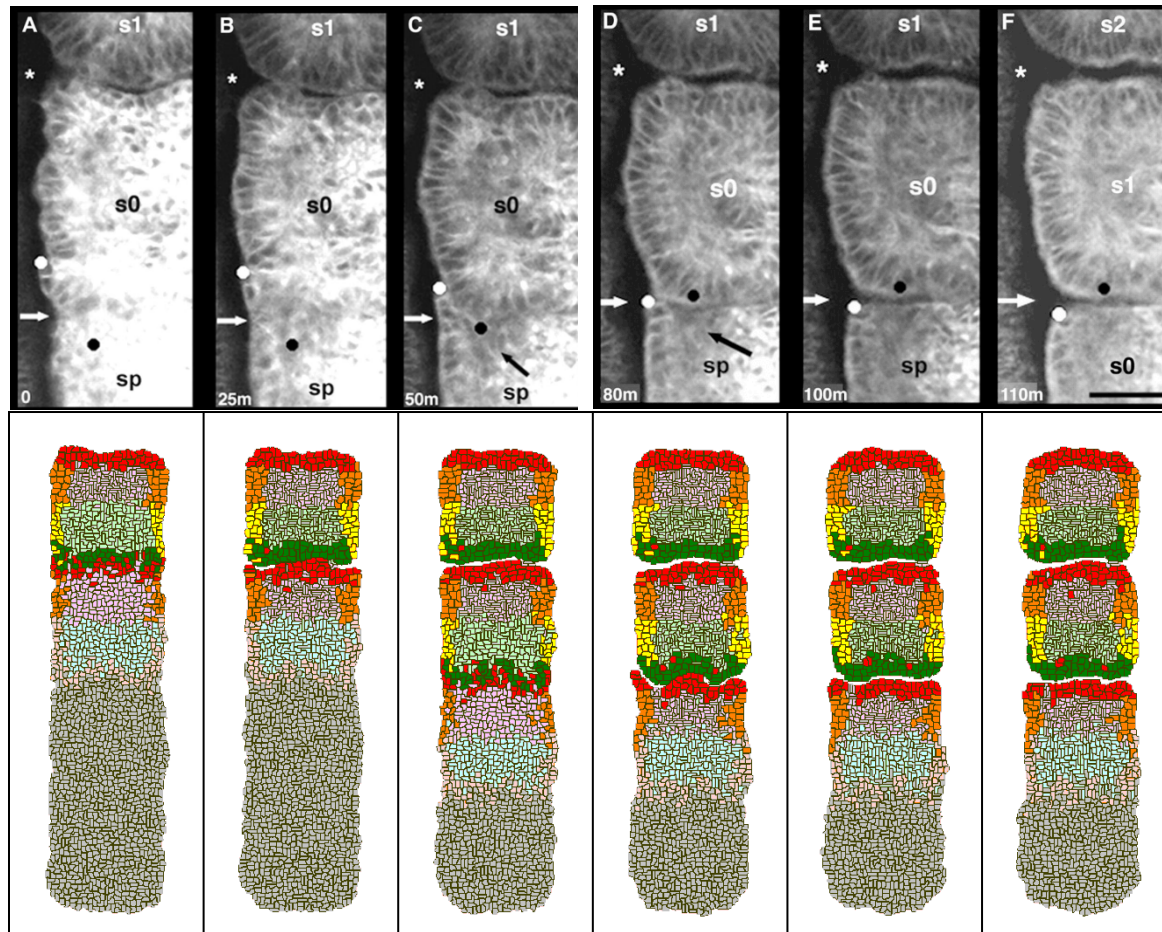 A s1 B s1 C s1 D s1 E s1 F s2
* * * * * *
s0 s0 s0 s0 s0 s1
sp sp sp sp sp s0
0 25m 50m 80m 100m 110m